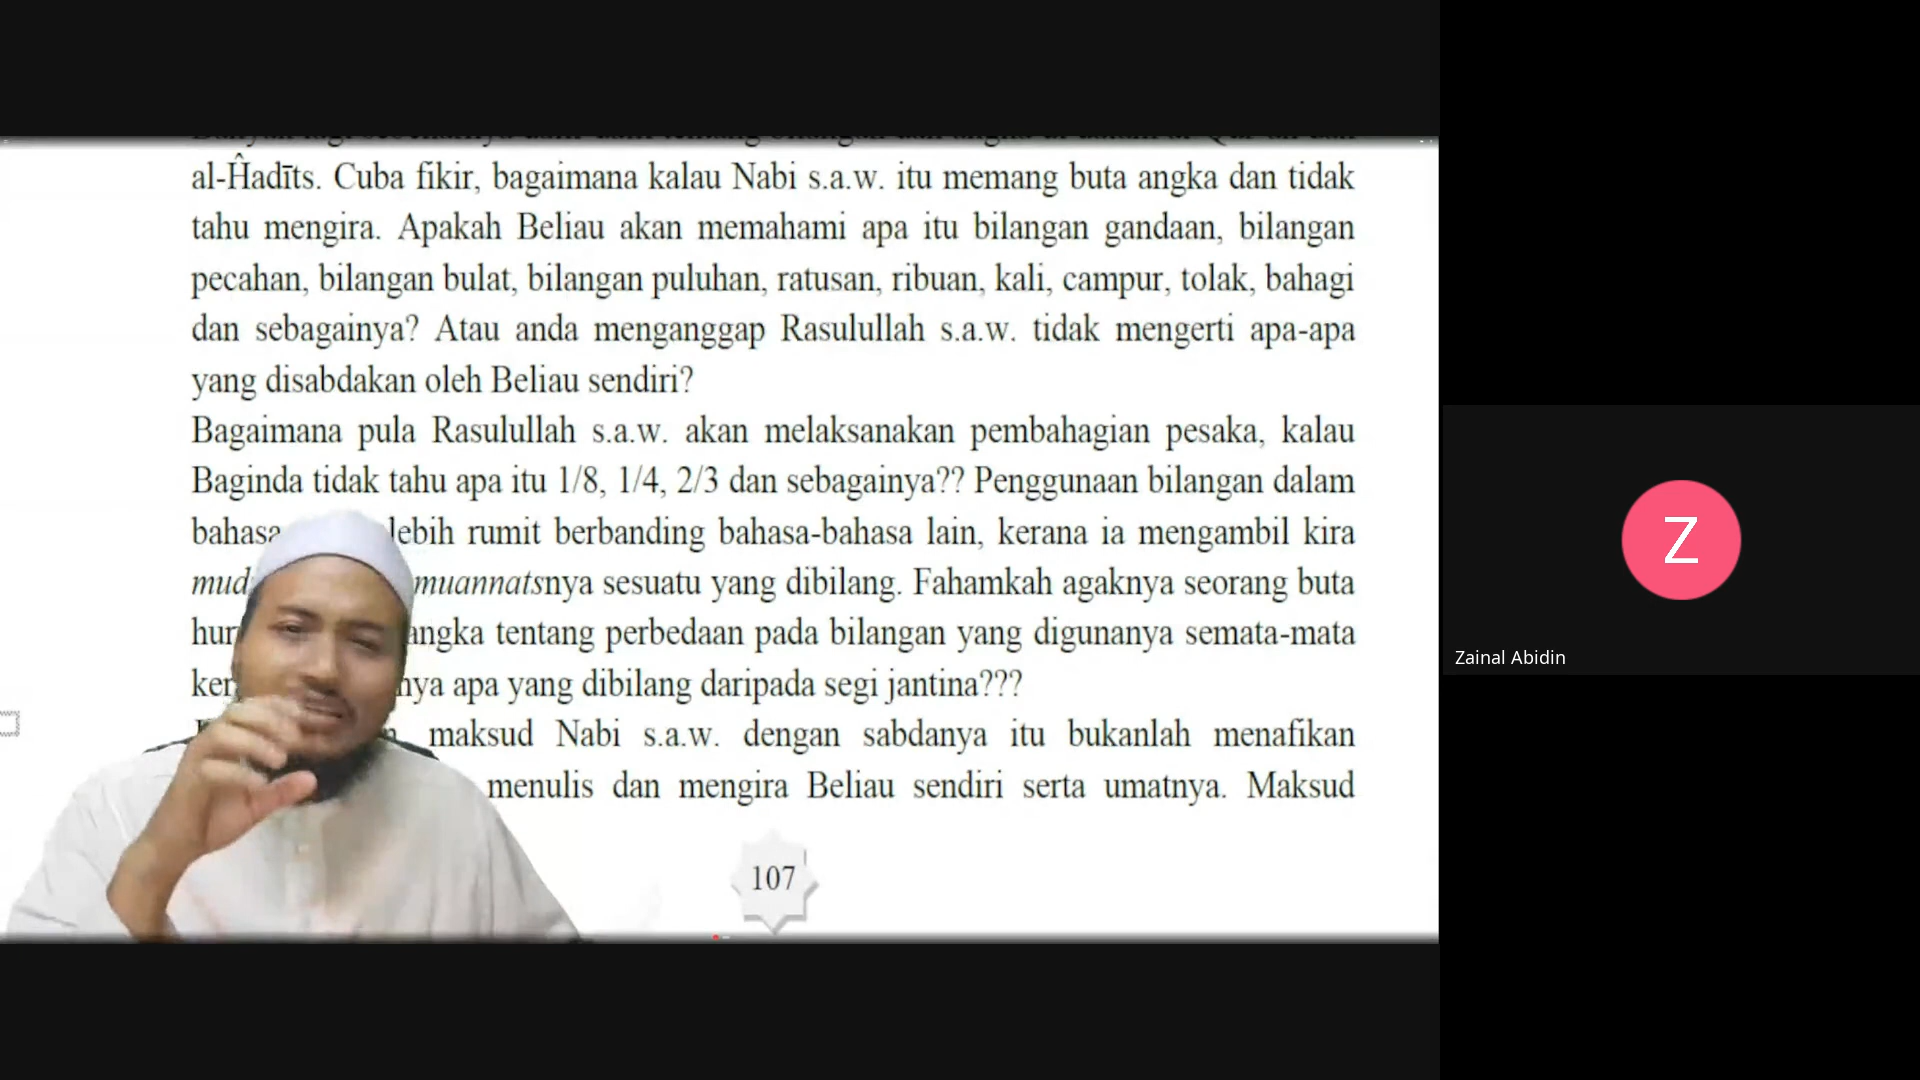 al-Ĥadīts. Cuba fikir, bagaimana kalau Nabi s.a.w. itu memang buta angka dan tidak
tahu mengira. Apakah Beliau akan memahami apa itu bilangan gandaan, bilangan
pecahan, bilangan bulat, bilangan puluhan, ratusan, ribuan, kali, campur, tolak, bahagi
dan sebagainya? Atau anda menganggap Rasulullah s.a.w. tidak mengerti apa-apa
yang disabdakan oleh Beliau sendiri?
Bagaimana pula Rasulullah s.a.w. akan melaksanakan pembahagian pesaka, kalau
Baginda tidak tahu apa itu 1/8, 1/4, 2/3 dan sebagainya?? Penggunaan bilangan dalam
bahasa lebih rumit berbanding bahasa-bahasa lain, kerana ia mengambil kira
muannatsnya sesuatu yang dibilang. Fahamkah agaknya seorang buta
angka tentang perbedaan pada bilangan yang digunanya semata-mata
apa yang dibilang daripada segi jantina???
maksud Nabi s.a.w. dengan sabdanya itu bukanlah menafikan
menulis dan mengira Beliau sendiri serta umatnya. Maksud
107
Z
Zainal Abidin